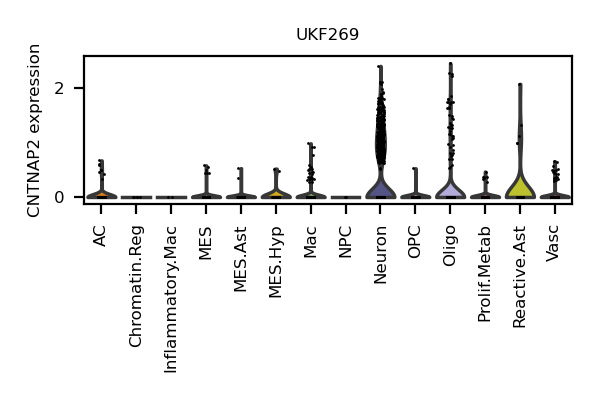 UKF269
CNTNAP2 expression
2
0
AC
Chromatin.Reg
Inflammatory.Mac
MES
MES.Ast
MES.Hyp
Mac
NPC
Neuron
OPC
Oligo
Prolif.Metab
Reactive.Ast
Vasc